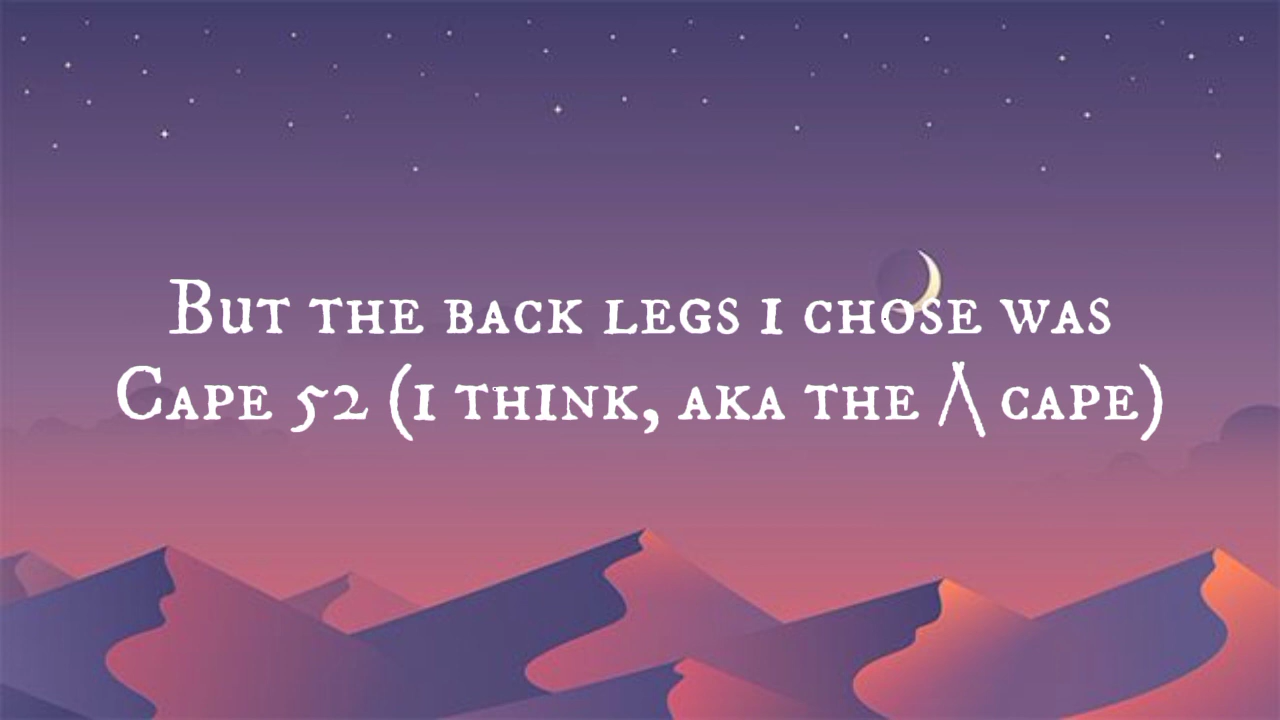 But the back legs i chose was
Cape 52 (i think, aka the /\ cape)